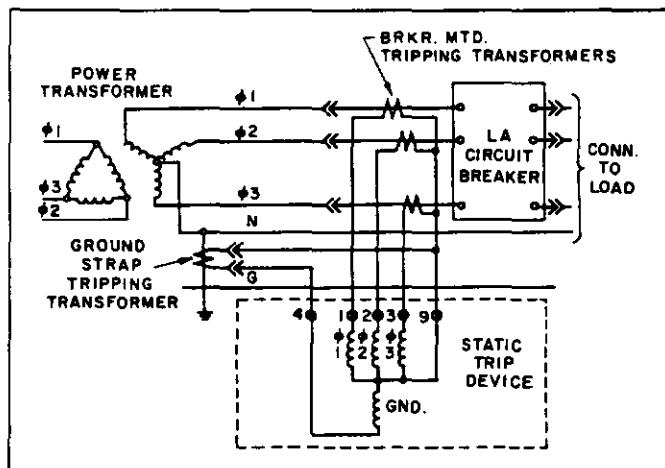 BRKR. MTD.
TRIPPING TRANSFORMERS
POWER
TRANSFORMER
ϕ1
ϕ1
ϕ2
ϕ3
ϕ2
ϕ3
N
LA
CIRCUIT
BREAKER
CONN.
TO
LOAD
GROUND
STRAP
TRIPPING
TRANSFORMER
G
4
1
2
3
9
ϕ
1
ϕ
2
ϕ
3
STATIC
TRIP
DEVICE
GND.